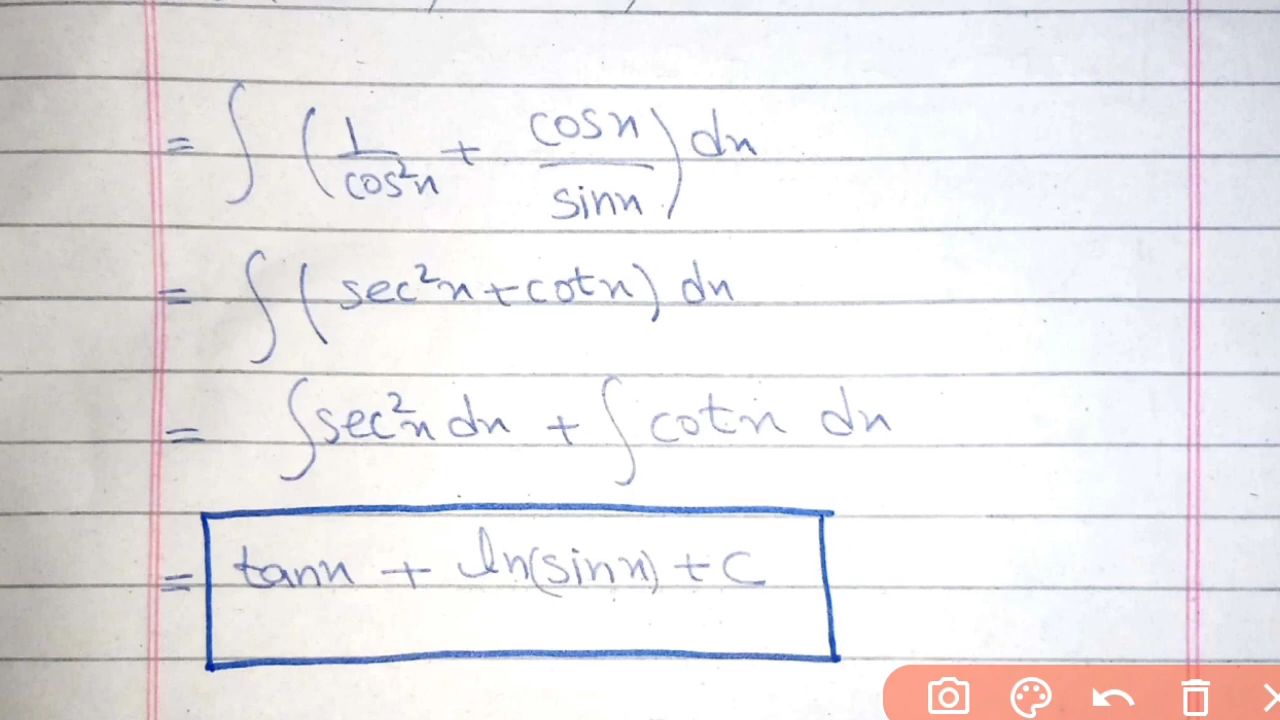 = ∫ (1/cos²x + cosx/sinx) dx
= ∫ (sec²x + cotx) dx
= ∫ sec²x dx + ∫ cotx dx
= tanx + ln(sinx) + C